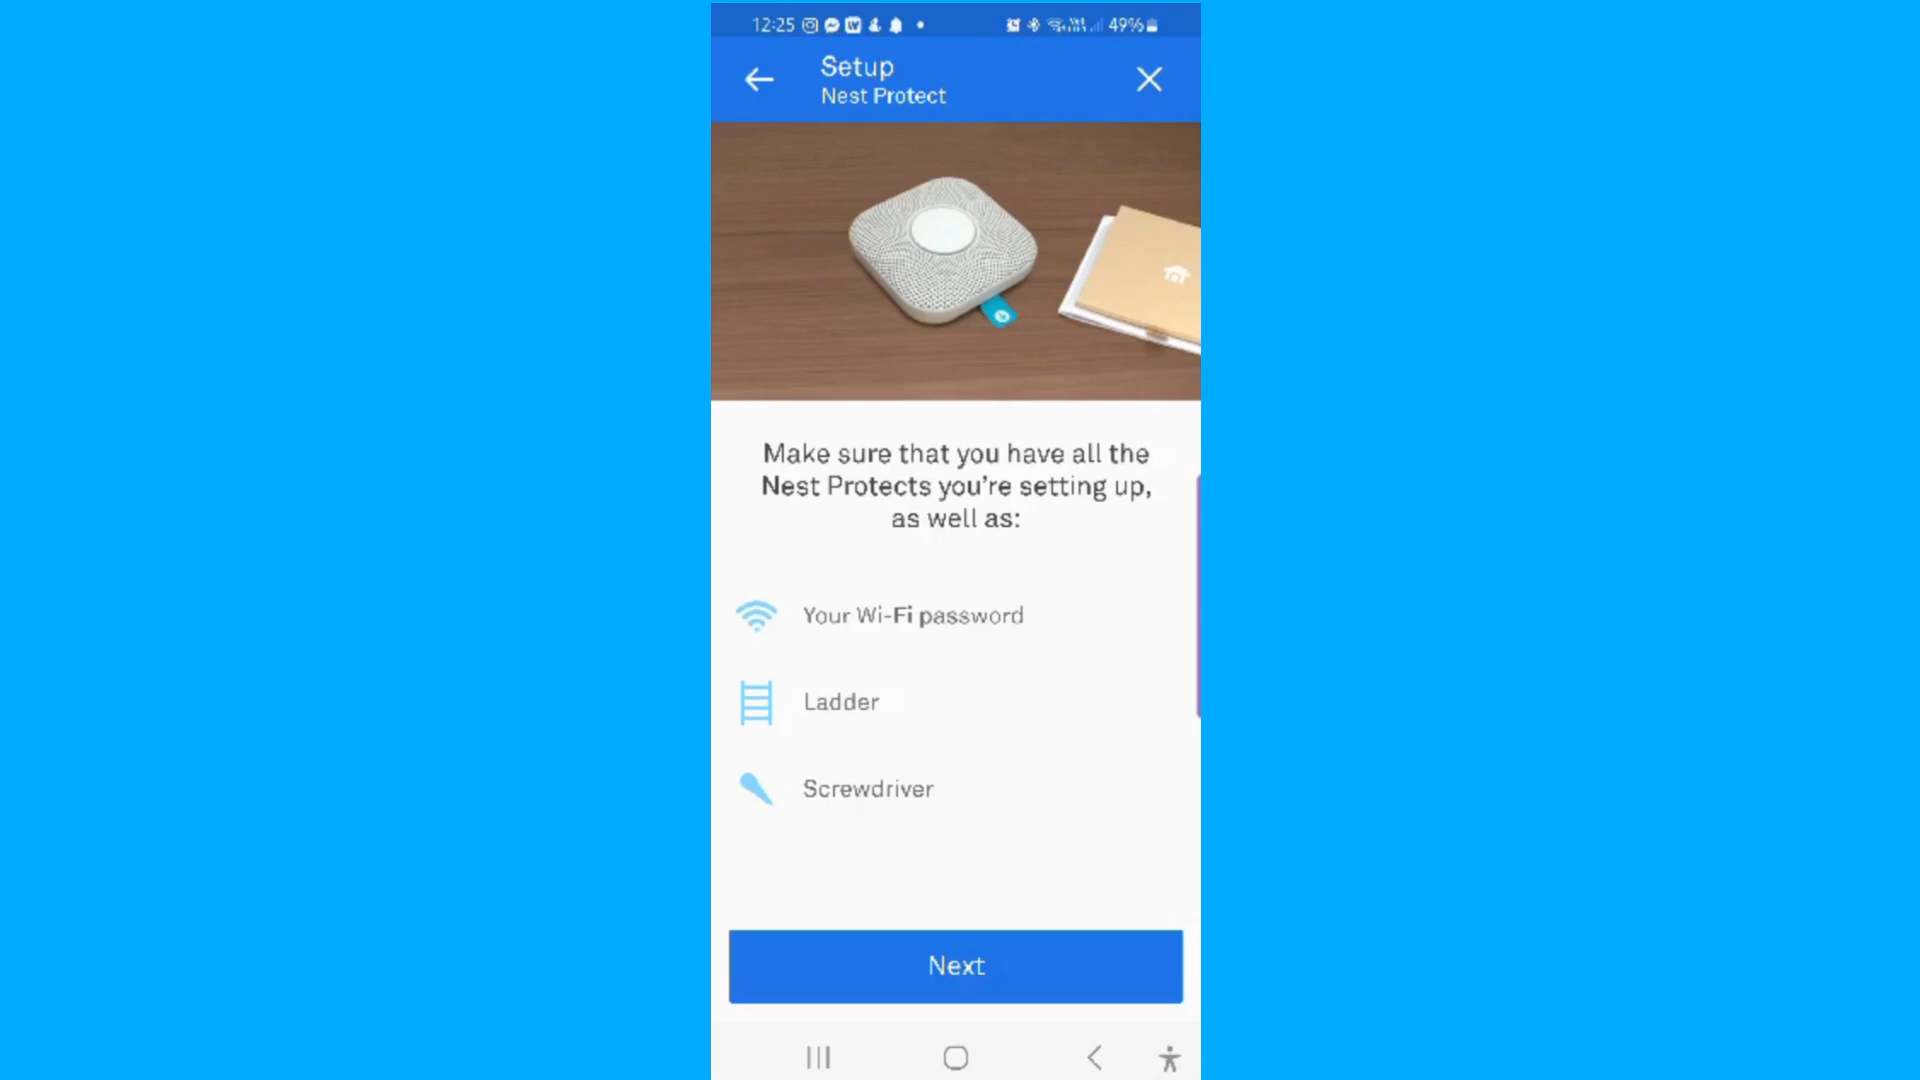 12:25
49%
Setup
Nest Protect
Make sure that you have all the
Nest Protects you're setting up,
as well as:
Your Wi-Fi password
Ladder
Screwdriver
Next